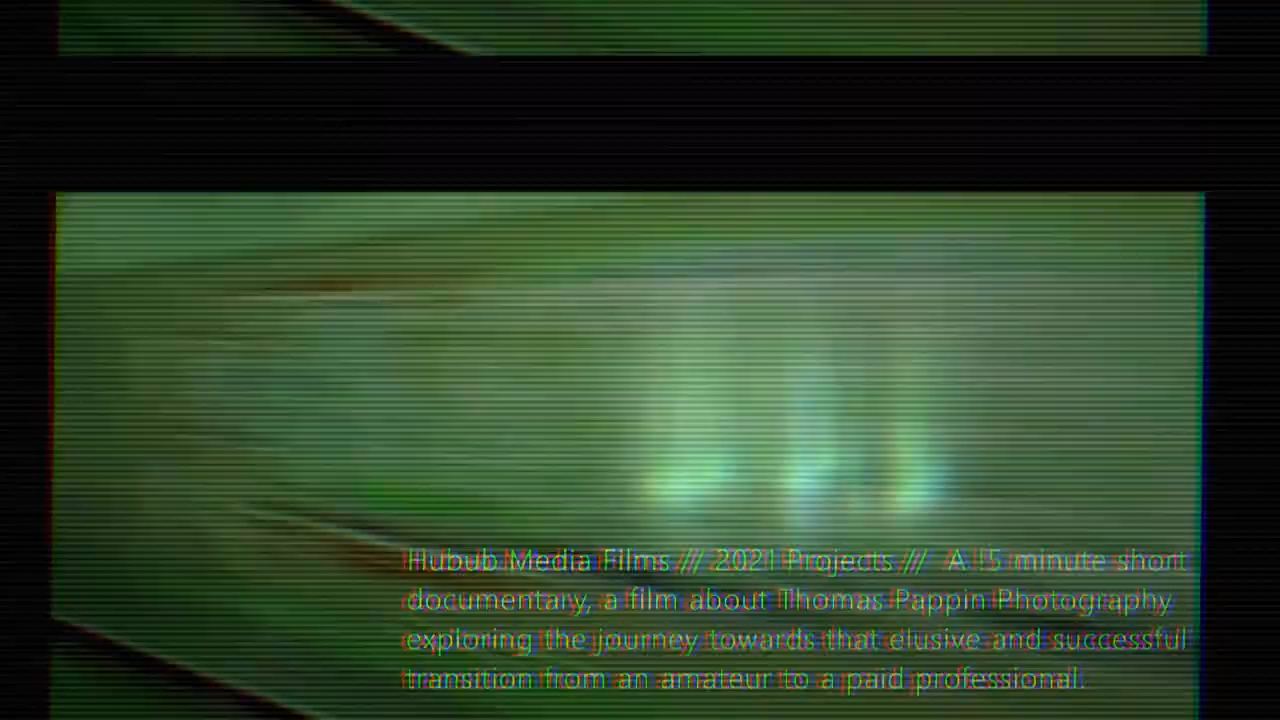 Hubub Media Films /// 2021 Projects /// A 15 minute short
documentary, a film about Thomas Pappin Photography
exploring the journey towards that elusive and successful
transition from an amateur to a paid professional.